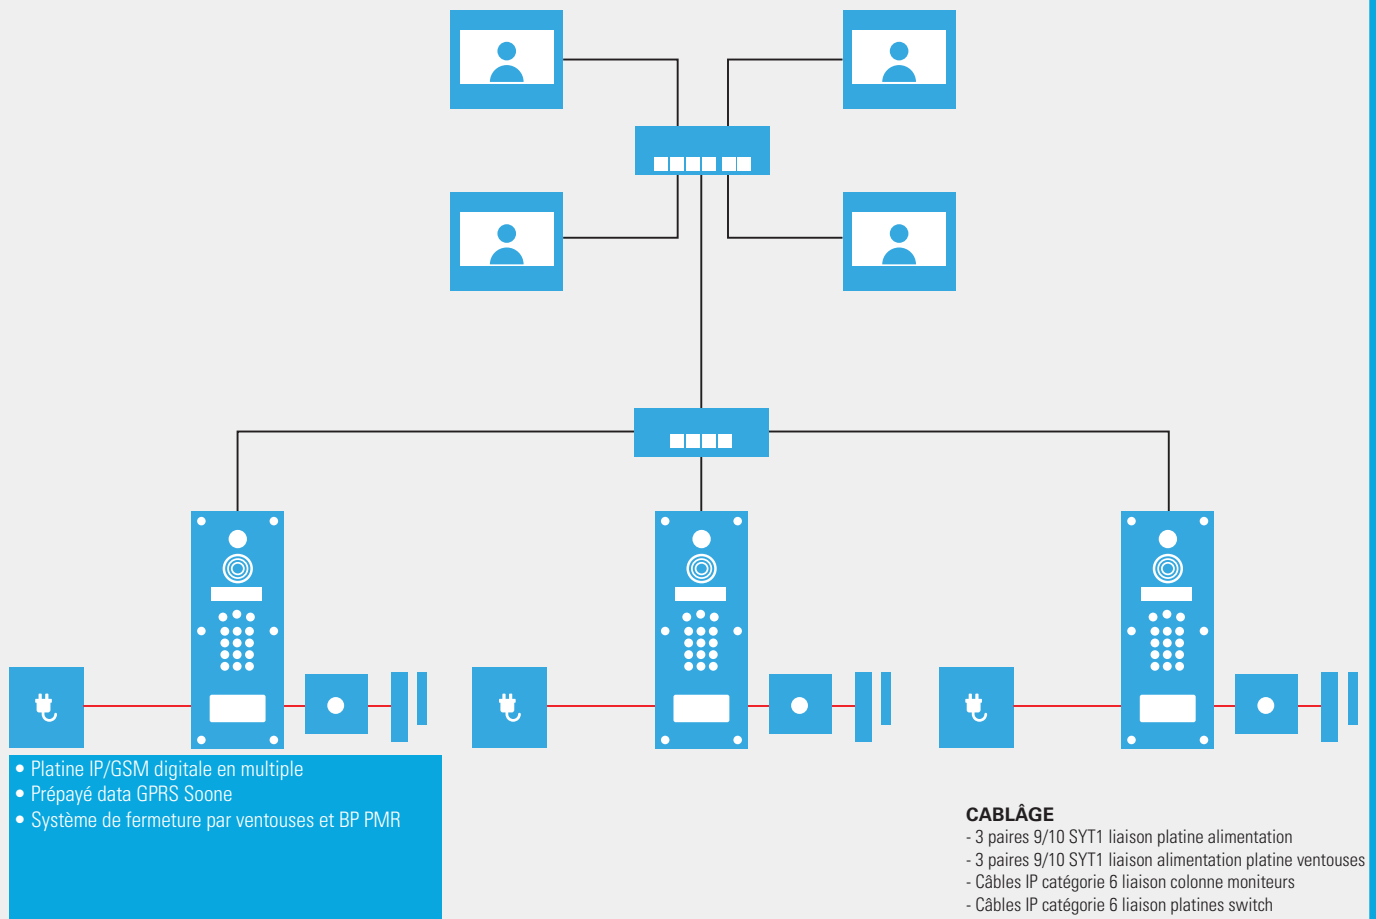 • Platine IP/GSM digitale en multiple
• Prépayé data GPRS Soone
• Système de fermeture par ventouses et BP PMR
CABLÂGE
- 3 paires 9/10 SYT1 liaison platine alimentation
- 3 paires 9/10 SYT1 liaison alimentation platine ventouses
- Câbles IP catégorie 6 liaison colonne moniteurs
- Câbles IP catégorie 6 liaison platines switch